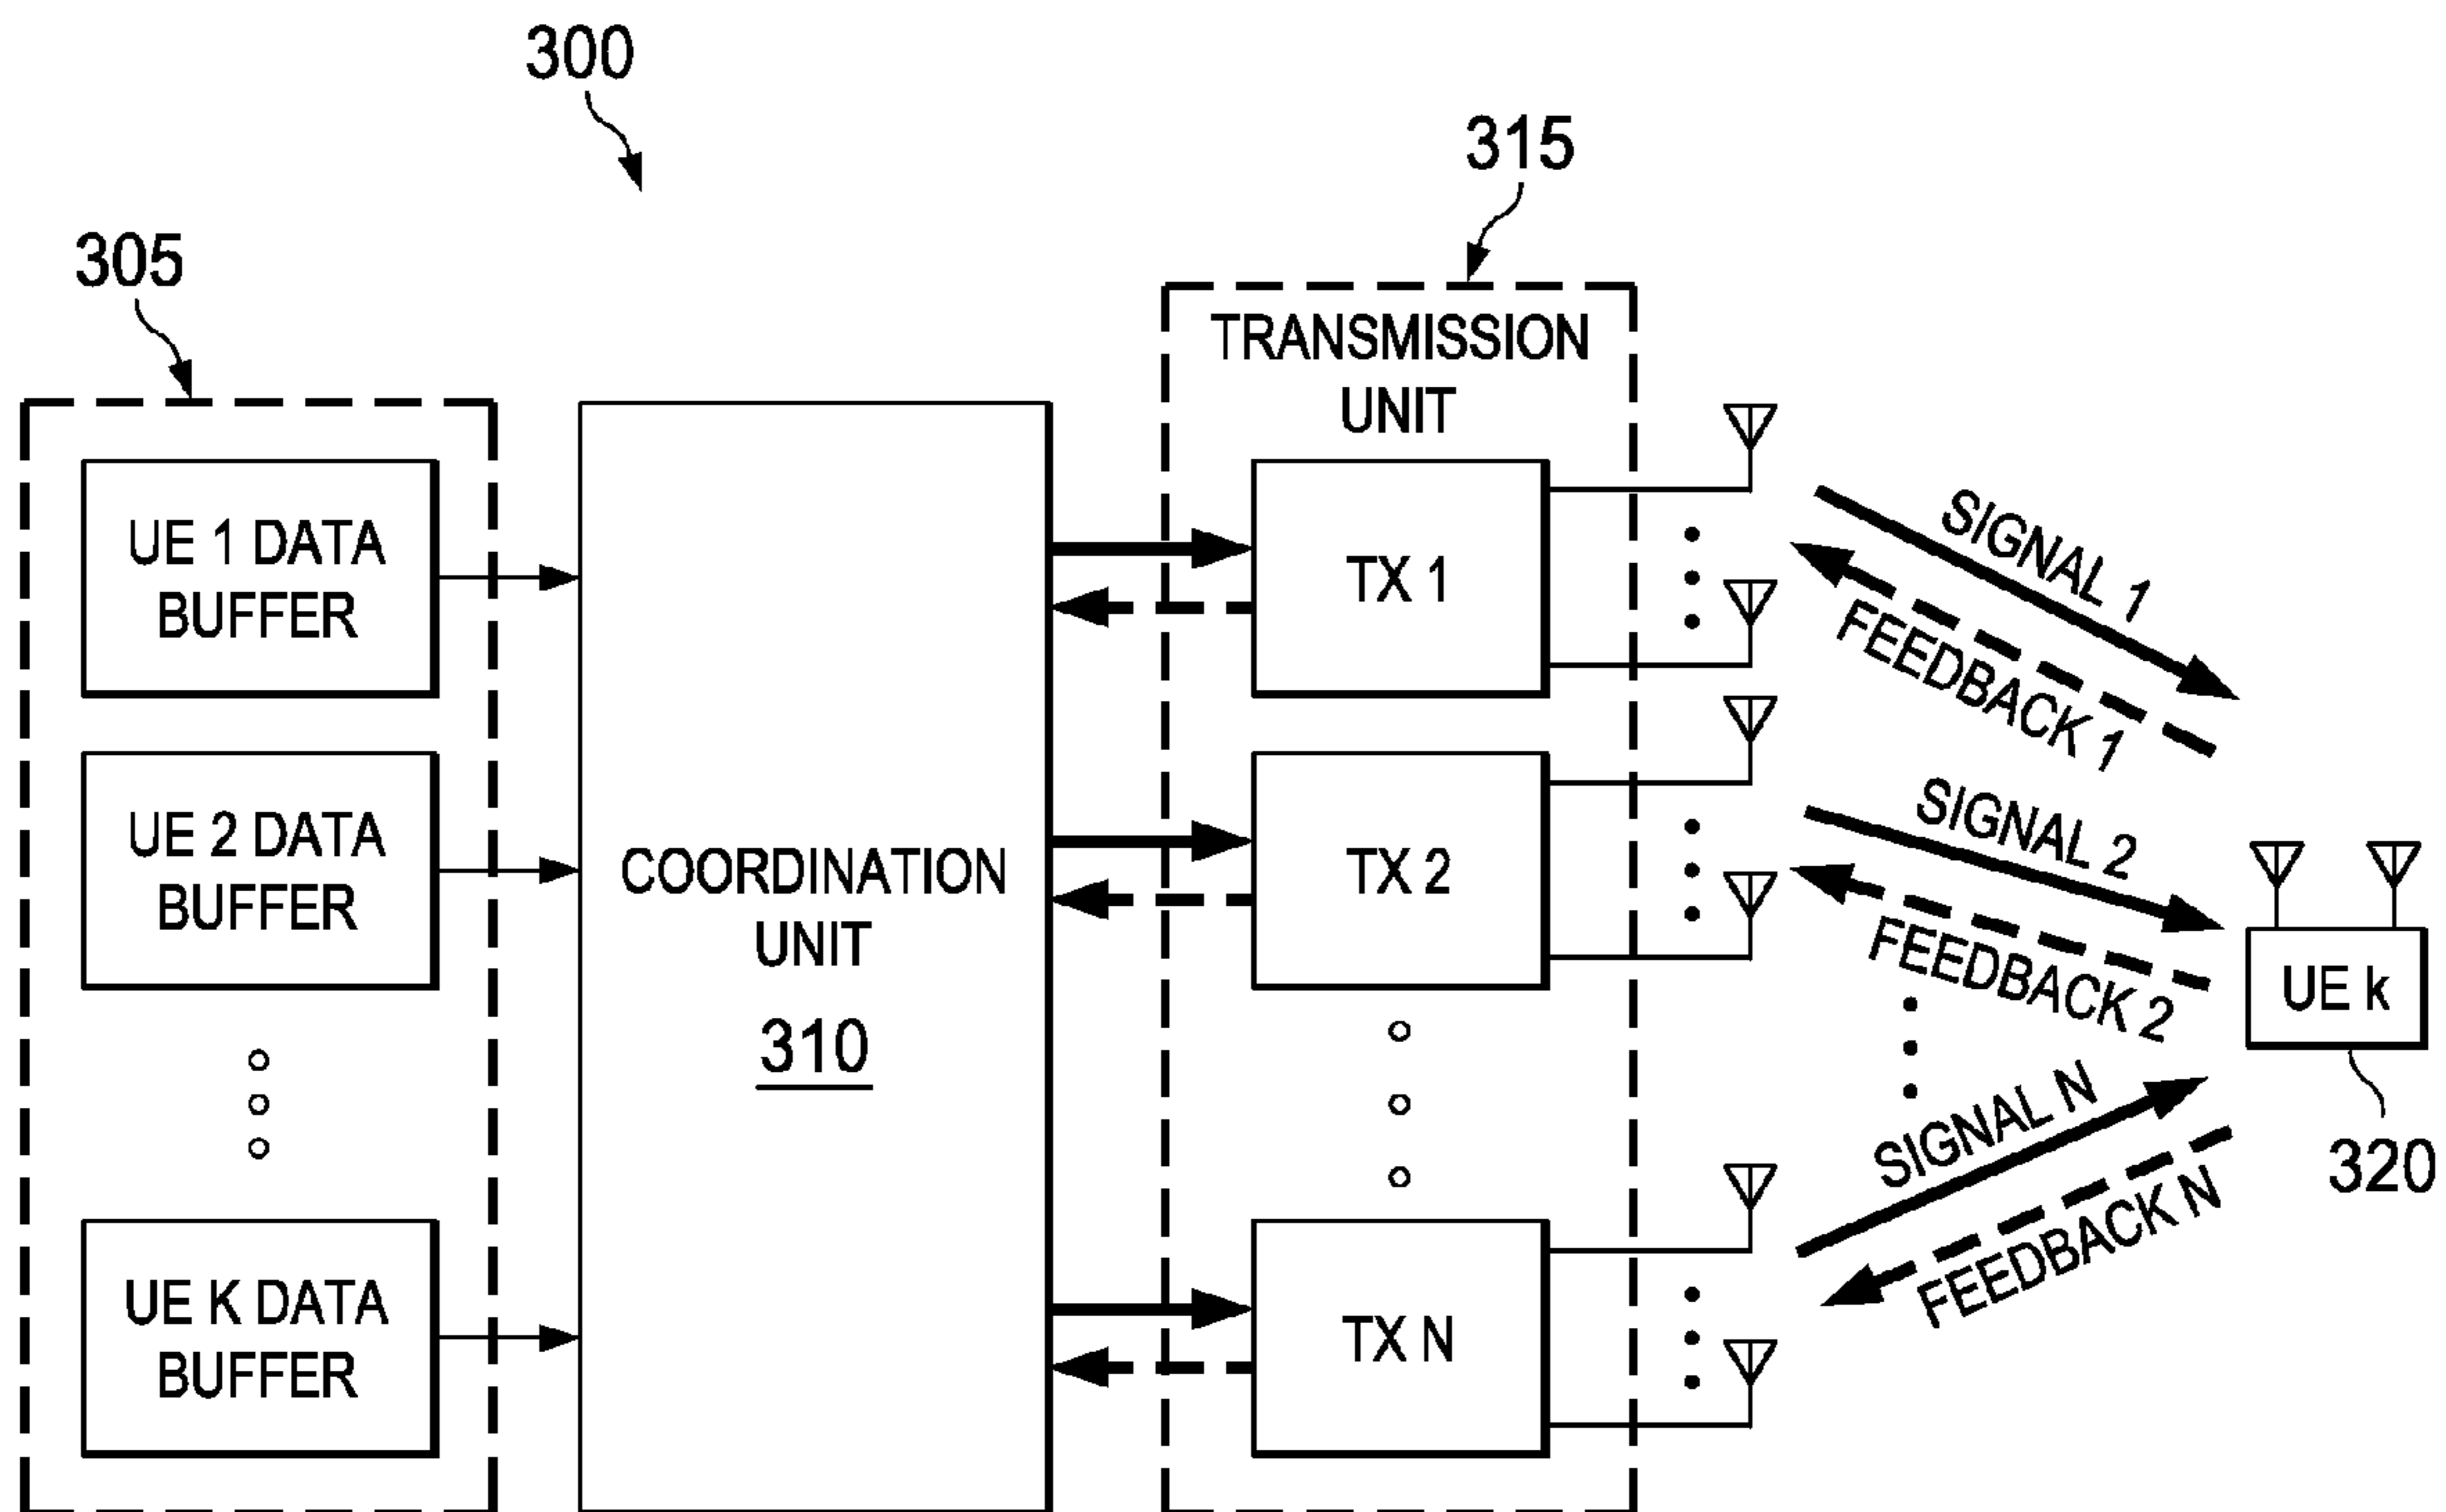 300
315
305
TRANSMISSION
UNIT
UE 1 DATA
BUFFER
TX 1
SIGNAL 1
FEEDBACK 1
UE 2 DATA
BUFFER
COORDINATION
UNIT
310
TX 2
SIGNAL 2
FEEDBACK 2
UE k
320
UE K DATA
BUFFER
TX N
SIGNAL N
FEEDBACK N